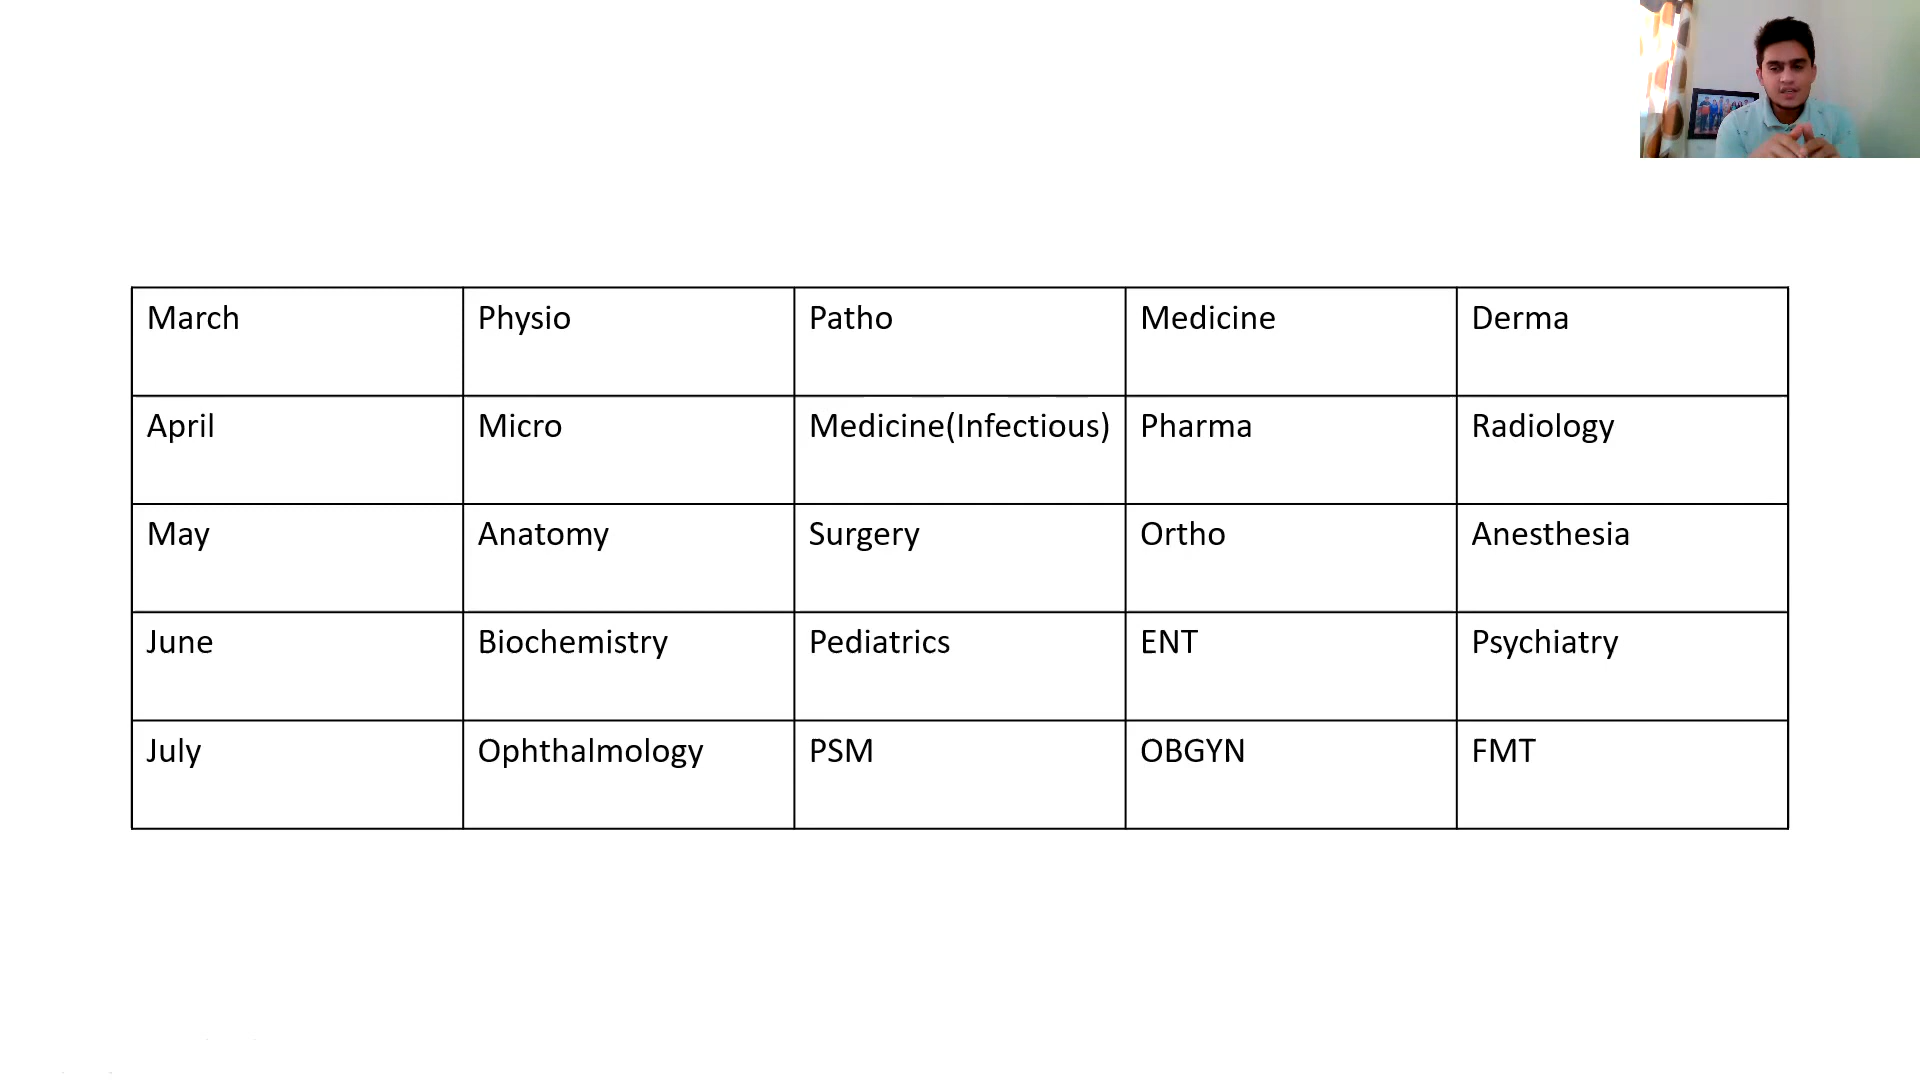 March Physio Patho Medicine Derma
April Micro Medicine(Infectious) Pharma Radiology
May Anatomy Surgery Ortho Anesthesia
June Biochemistry Pediatrics ENT Psychiatry
July Ophthalmology PSM OBGYN FMT